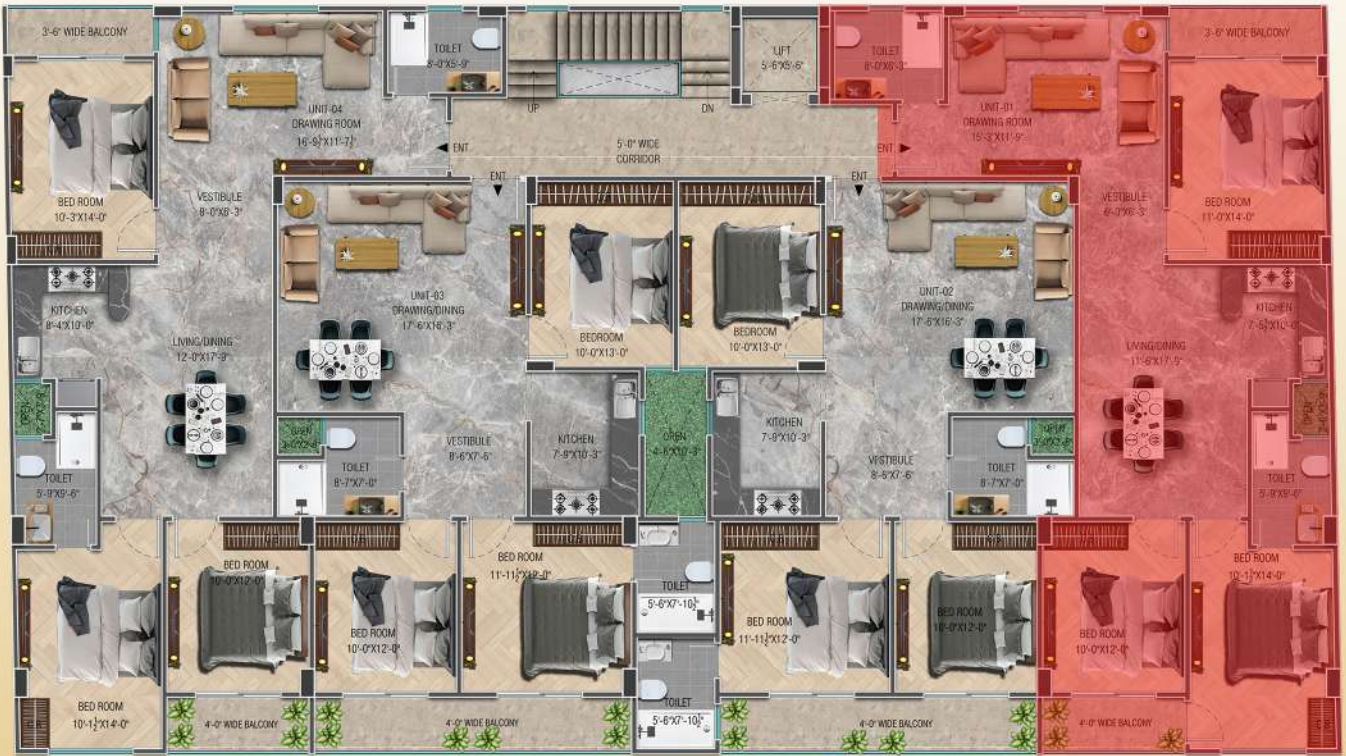 3'-6" WIDE BALCONY
TOILET
8'-0"X5'-9"
LIFT
5'-6"X5'-6"
TOILET
8'-0"X6'-3"
3'-6" WIDE BALCONY
UP
DN
UNIT-04
DRAWING ROOM
16'-9½"X11'-7½"
ENT
5'-0" WIDE
CORRIDOR
ENT
UNIT-01
DRAWING ROOM
15'-3"X11'-9"
ENT
ENT
BED ROOM
10'-3"X14'-0"
VESTIBULE
8'-0"X6'-3"
VESTIBULE
6'-0"X6'-3"
BED ROOM
11'-0"X14'-0"
KITCHEN
8'-4"X10'-0"
UNIT-03
DRAWING/DINING
17'-6"X16'-3"
BEDROOM
10'-0"X13'-0"
BEDROOM
10'-0"X13'-0"
UNIT-02
DRAWING/DINING
17'-6"X16'-3"
KITCHEN
LIVING/DINING
12'-0"X17'-9"
LIVING/DINING
11'-6"X17'-9"
OPEN
OPEN
3'-0"X2'-6"
TOILET
8'-7"X7'-0"
VESTIBULE
8'-6"X7'-6"
KITCHEN
7'-9"X10'-3"
OPEN
4'-6"X10'-3"
KITCHEN
7'-9"X10'-3"
VESTIBULE
8'-6"X7'-6"
TOILET
8'-7"X7'-0"
OPEN
OPEN
TOILET
5'-9"X9'-6"
TOILET
5'-9"X9'-6"
BED ROOM
10'-0"X12'-0"
BED ROOM
10'-0"X12'-0"
BED ROOM
11'-11½"X12'-0"
TOILET
5'-6"X7'-10½"
BED ROOM
11'-11½"X12'-0"
BED ROOM
10'-0"X12'-0"
BED ROOM
10'-0"X12'-0"
BED ROOM
10'-1½"X14'-0"
BED ROOM
10'-1½"X14'-0"
4'-0" WIDE BALCONY
4'-0" WIDE BALCONY
TOILET
5'-6"X7'-10½"
4'-0" WIDE BALCONY
4'-0" WIDE BALCONY